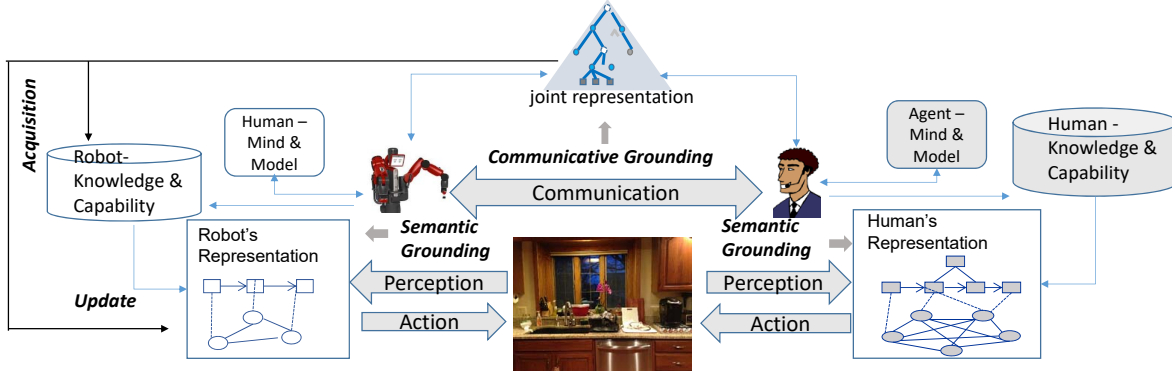 joint representation
Acquisition
Human –
Mind &
Model
Agent –
Mind &
Model
Human -
Knowledge &
Capability
Robot-
Knowledge &
Capability
Communicative Grounding
Communication
Semantic
Grounding
Semantic
Grounding
Robot's
Representation
Human's
Representation
Perception
Perception
Update
Action
Action